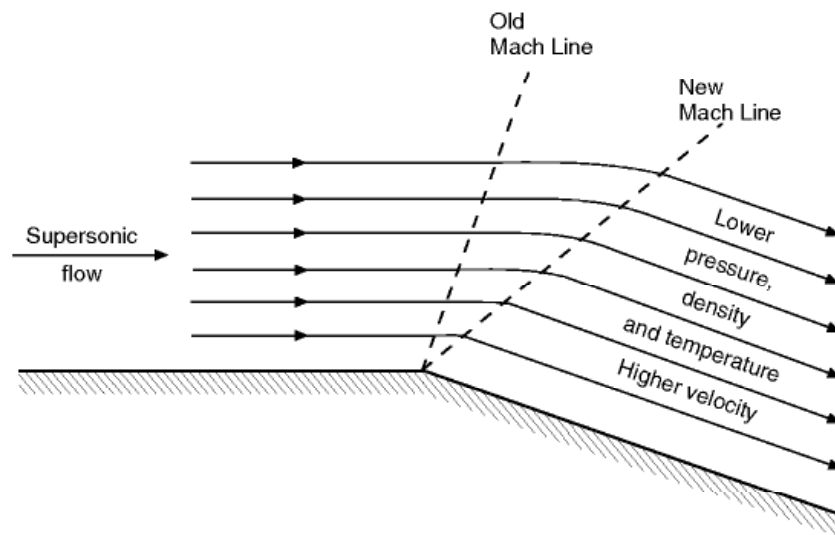 Old
Mach Line
New
Mach Line
Supersonic
flow
Lower
pressure,
density
and temperature
Higher velocity